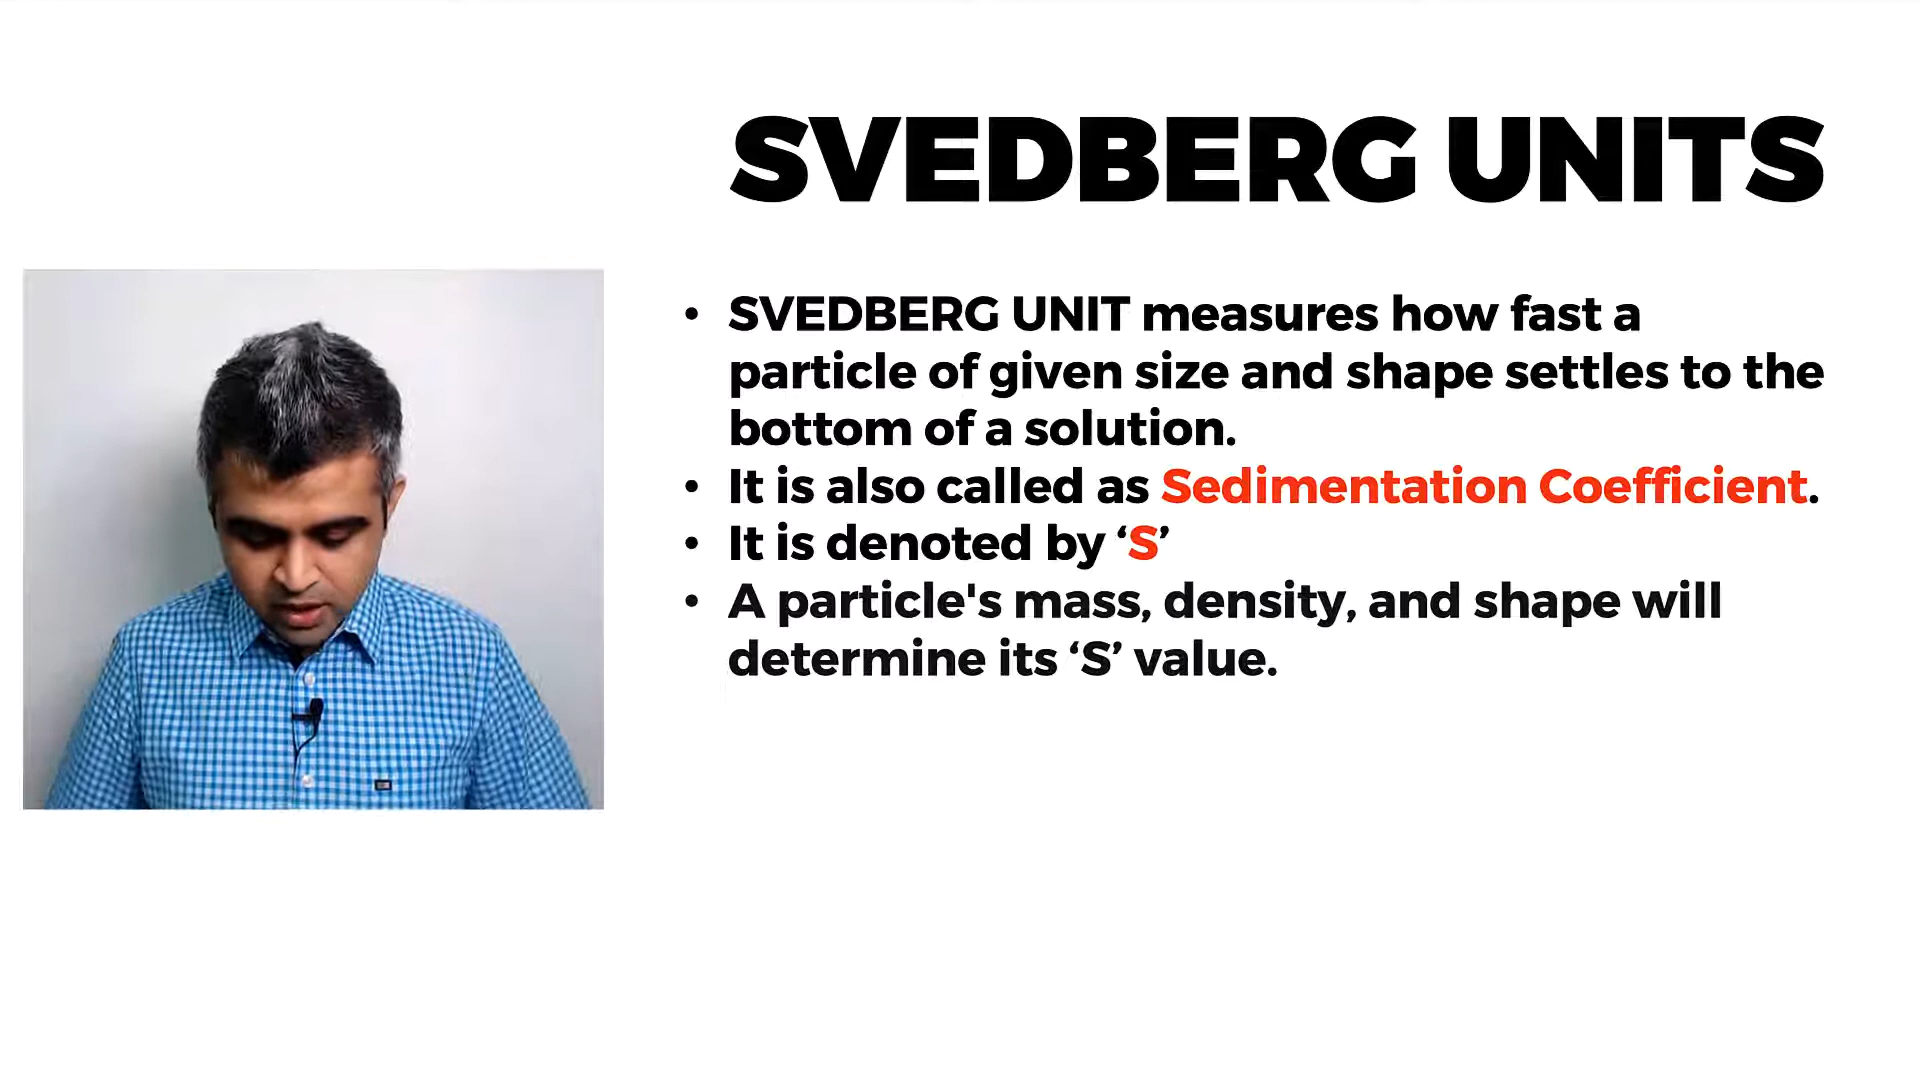 SVEDBERG UNITS
• SVEDBERG UNIT measures how fast a
particle of given size and shape settles to the
bottom of a solution.
• It is also called as Sedimentation Coefficient.
• It is denoted by ‘S’
• A particle's mass, density, and shape will
determine its ‘S’ value.